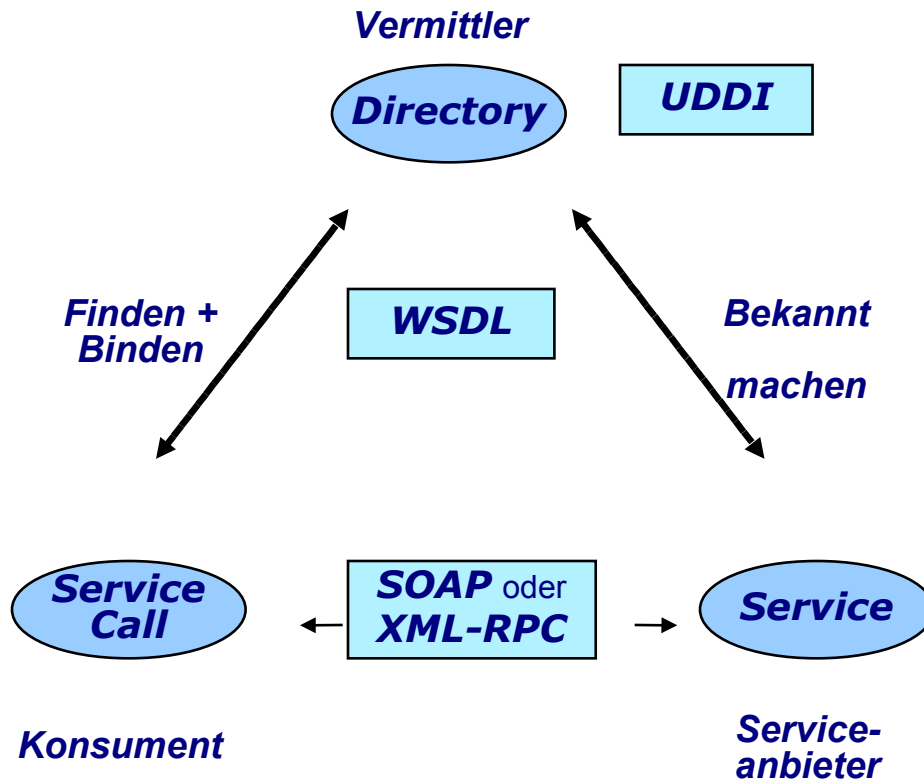 Vermittler
Directory
UDDI
Finden +
Binden
WSDL
Bekannt
machen
Service
Call
SOAP oder
XML-RPC
Service
Konsument
Service-
anbieter